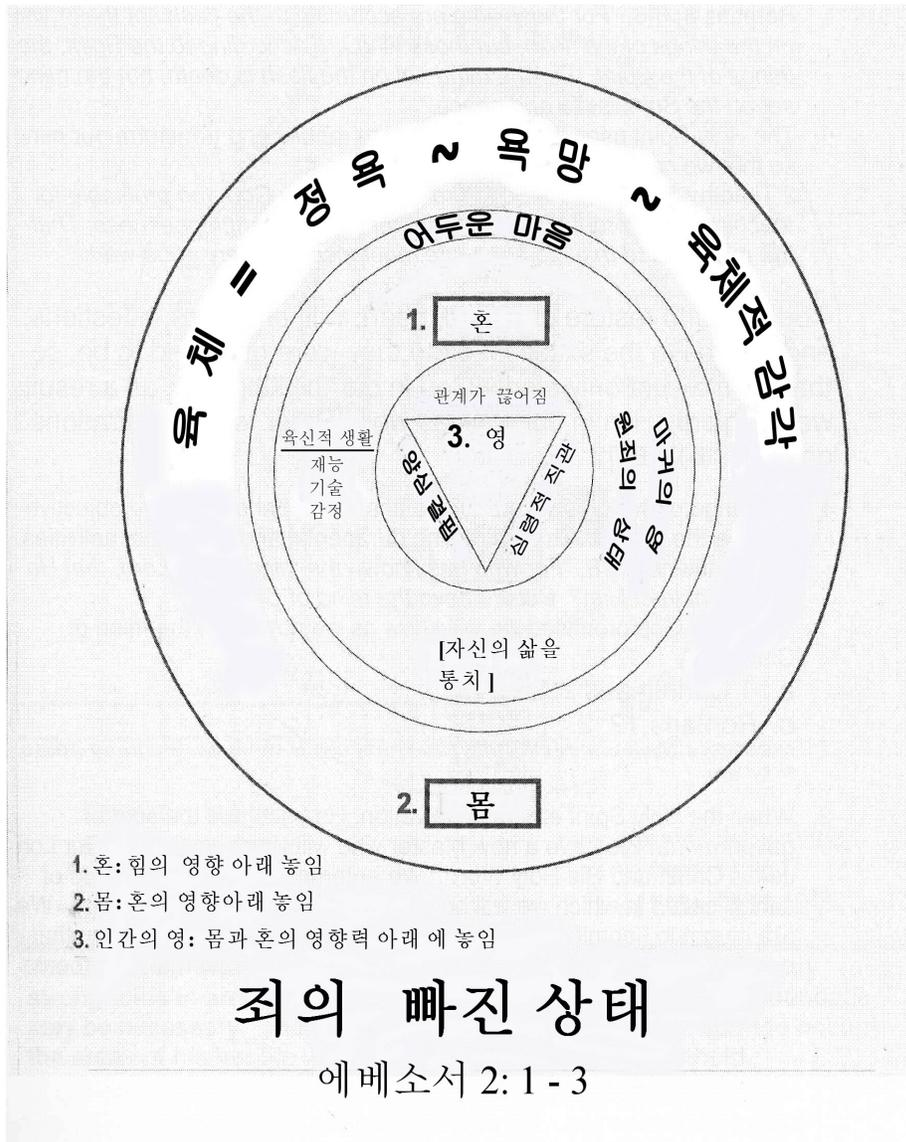 육체 = 정욕 ~ 욕망 ~ 육체적 감각
어두운 마음
1. 혼
관계가 끊어짐
3. 영
양심 결핍
심령적 직관
육신적 생활
재능
기술
감정
마귀의 영
원죄의 상태
[자신의 삶을
통치 ]
2. 몸
1. 혼: 힘의 영향 아래 놓임
2. 몸: 혼의 영향아래 놓임
3. 인간의 영: 몸과 혼의 영향력 아래 에 놓임
죄의 빠진 상태
에베소서 2: 1 - 3